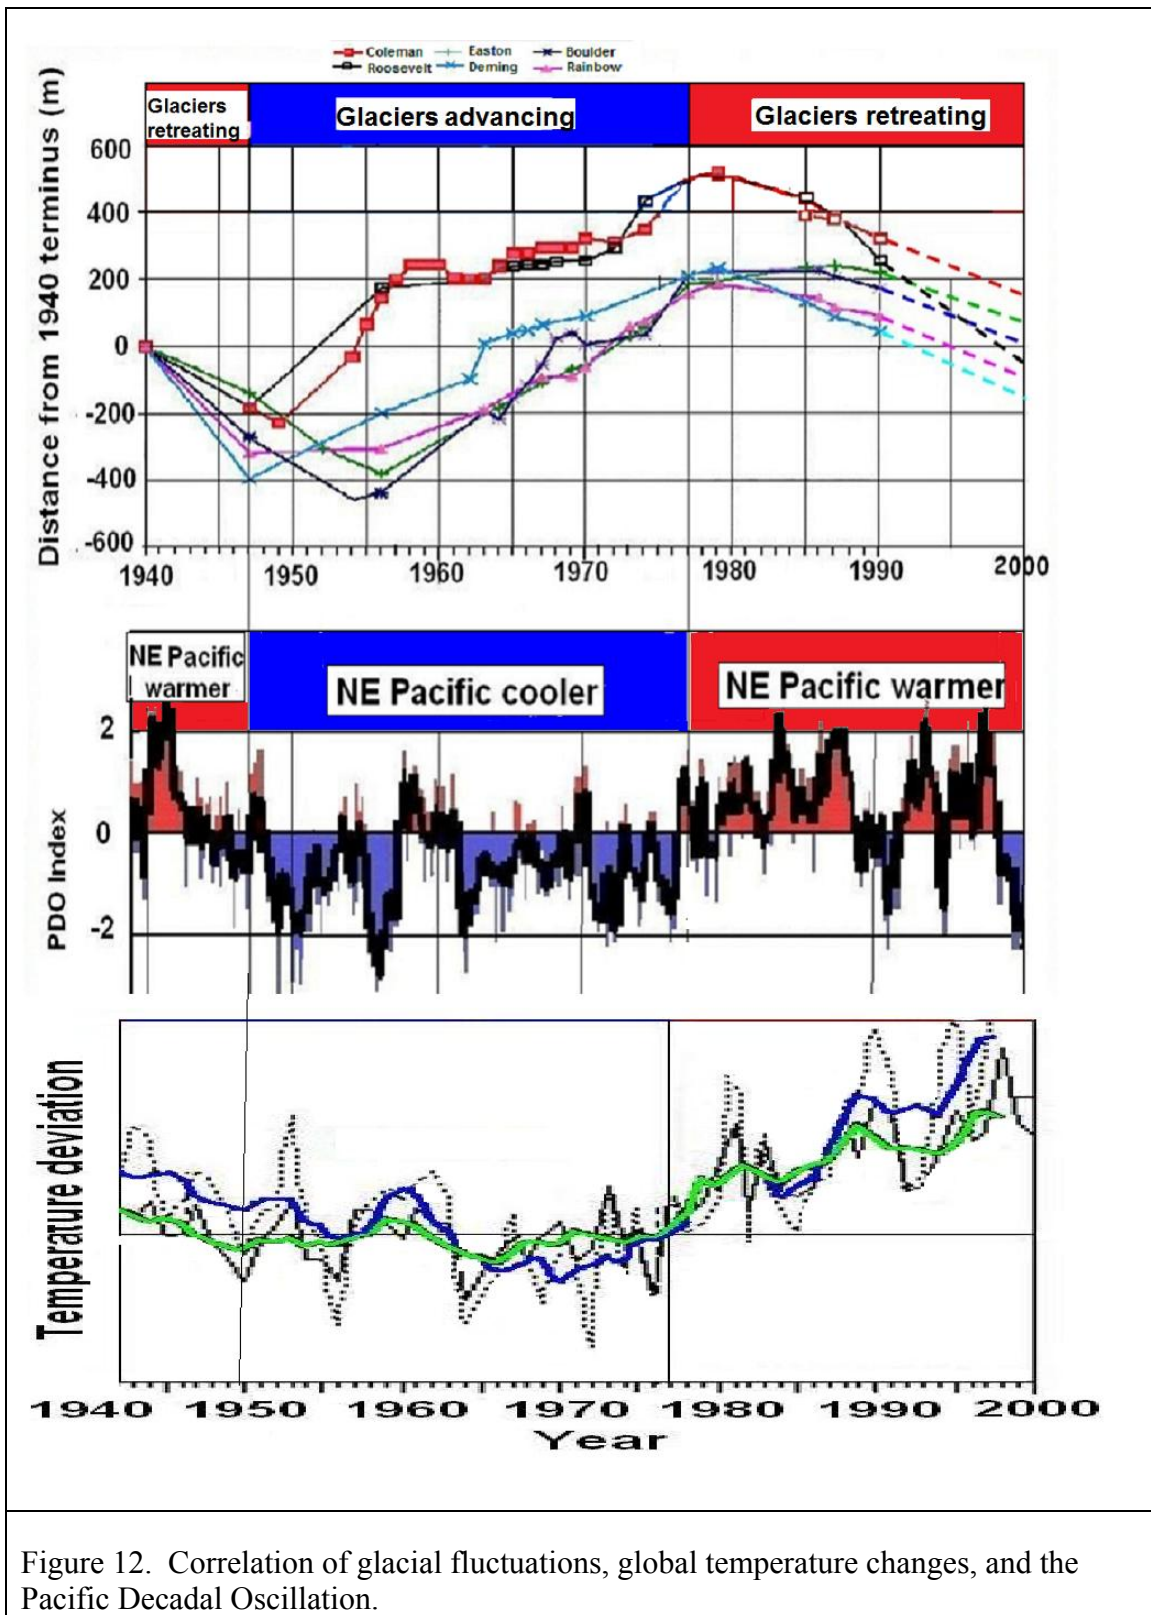 Coleman Easton Boulder
Roosevelt Deming Rainbow
Glaciers
retreating
Glaciers advancing
Glaciers retreating
Distance from 1940 terminus (m)
600
400
200
0
-200
-400
-600
1940 1950 1960 1970 1980 1990 2000
NE Pacific
warmer
NE Pacific cooler
NE Pacific warmer
PDO Index
2
0
-2
Temperature deviation
1940 1950 1960 1970 1980 1990 2000
Year
Figure 12. Correlation of glacial fluctuations, global temperature changes, and the
Pacific Decadal Oscillation.